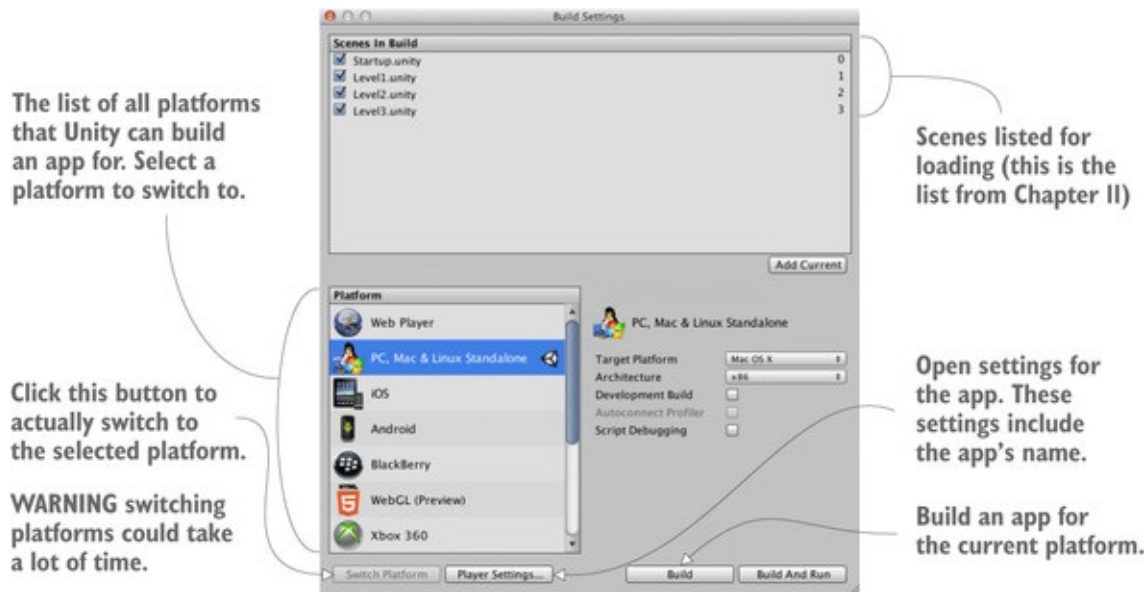 Build Settings
Scenes In Build
Startup.unity 0
Level1.unity 1
Level2.unity 2
Level3.unity 3
The list of all platforms
that Unity can build
an app for. Select a
platform to switch to.
Scenes listed for
loading (this is the
list from Chapter II)
Add Current
Platform
Web Player
PC, Mac & Linux Standalone
iOS
Android
BlackBerry
WebGL (Preview)
Xbox 360
PC, Mac & Linux Standalone
Target Platform Mac OS X
Architecture x86
Development Build
Autoconnect Profiler
Script Debugging
Click this button to
actually switch to
the selected platform.
WARNING switching
platforms could take
a lot of time.
Open settings for
the app. These
settings include
the app's name.
Build an app for
the current platform.
Switch Platform
Player Settings...
Build
Build And Run